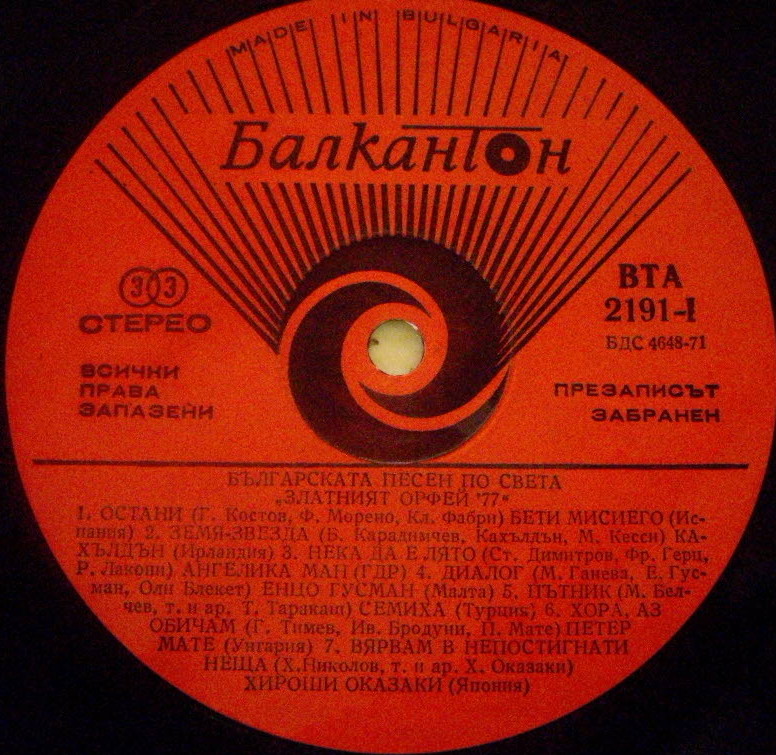 MADE IN BULGARIA
Балкантон
33
СТЕРЕО
ВСИЧКИ
ПРАВА
ЗАПАЗЕНИ
ВТА
2191-I
БДС 4648-71
ПРЕЗАПИСЪТ
ЗАБРАНЕН
БЪЛГАРСКАТА ПЕСЕН ПО СВЕТА
„ЗЛАТНИЯТ ОРФЕЙ '77“
1. ОСТАНИ (Г. Костов, Ф. Морено, Кл. Фабри) БЕТИ МИСИЕГО (Ис-
пания) 2. ЗЕМЯ-ЗВЕЗДА (Б. Карадимчев, Кахълдън, М. Кесси) КА-
ХЪЛДЪН (Ирландия) 3. НЕКА ДА Е ЛЯТО (Ст. Димитров, Фр. Герц,
Р. Лакони) АНГЕЛИКА МАН (ГДР) 4. ДИАЛОГ (М. Ганева, Е. Гус-
ман, Оли Блекет) ЕНЦО ГУСМАН (Малта) 5. ПЪТНИК (М. Бел-
чев, т. и ар. Т. Таракаш) СЕМИХА (Турция) 6. ХОРА, АЗ
ОБИЧАМ (Г. Тимев, Ив. Бродуни, П. Мате) ПЕТЕР
МАТЕ (Унгария) 7. ВЯРВАМ В НЕПОСТИГНАТИ
НЕЩА (Х.Николов, т. и ар. Х. Оказаки)
ХИРОШИ ОКАЗАКИ (Япония)